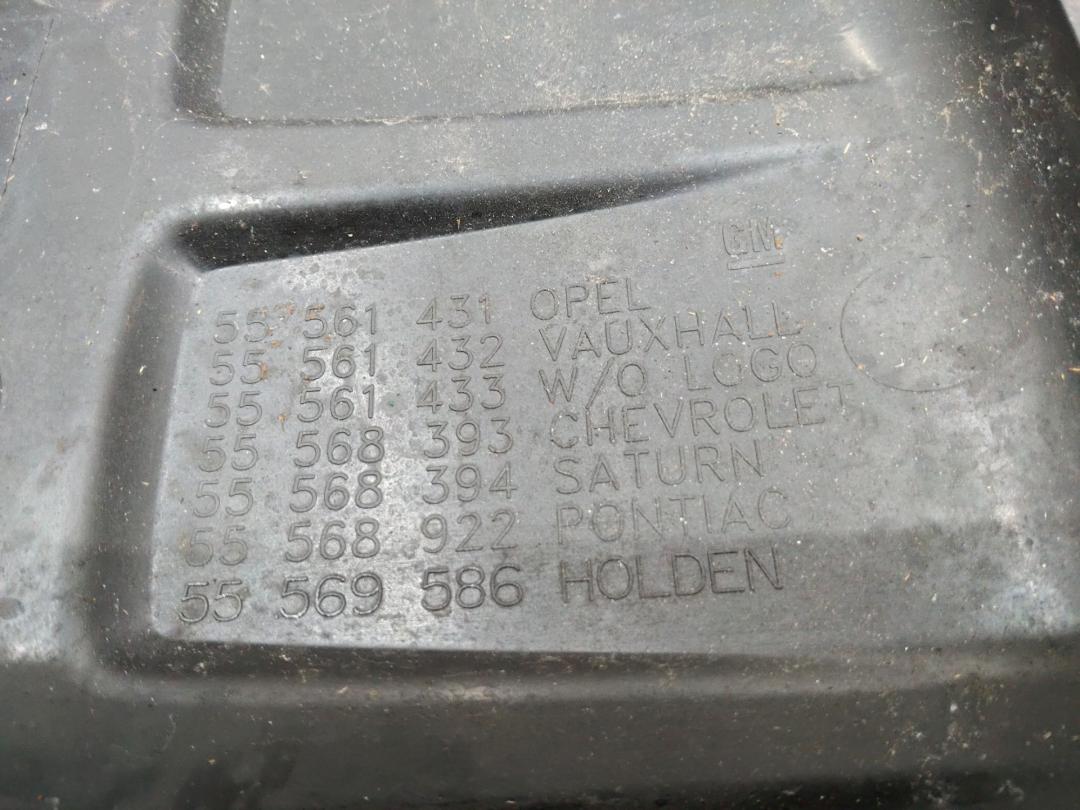 GM
55 561 431 OPEL
55 561 432 VAUXHALL
55 561 433 W/O LOGO
55 568 393 CHEVROLET
55 568 394 SATURN
55 568 922 PONTIAC
55 569 586 HOLDEN